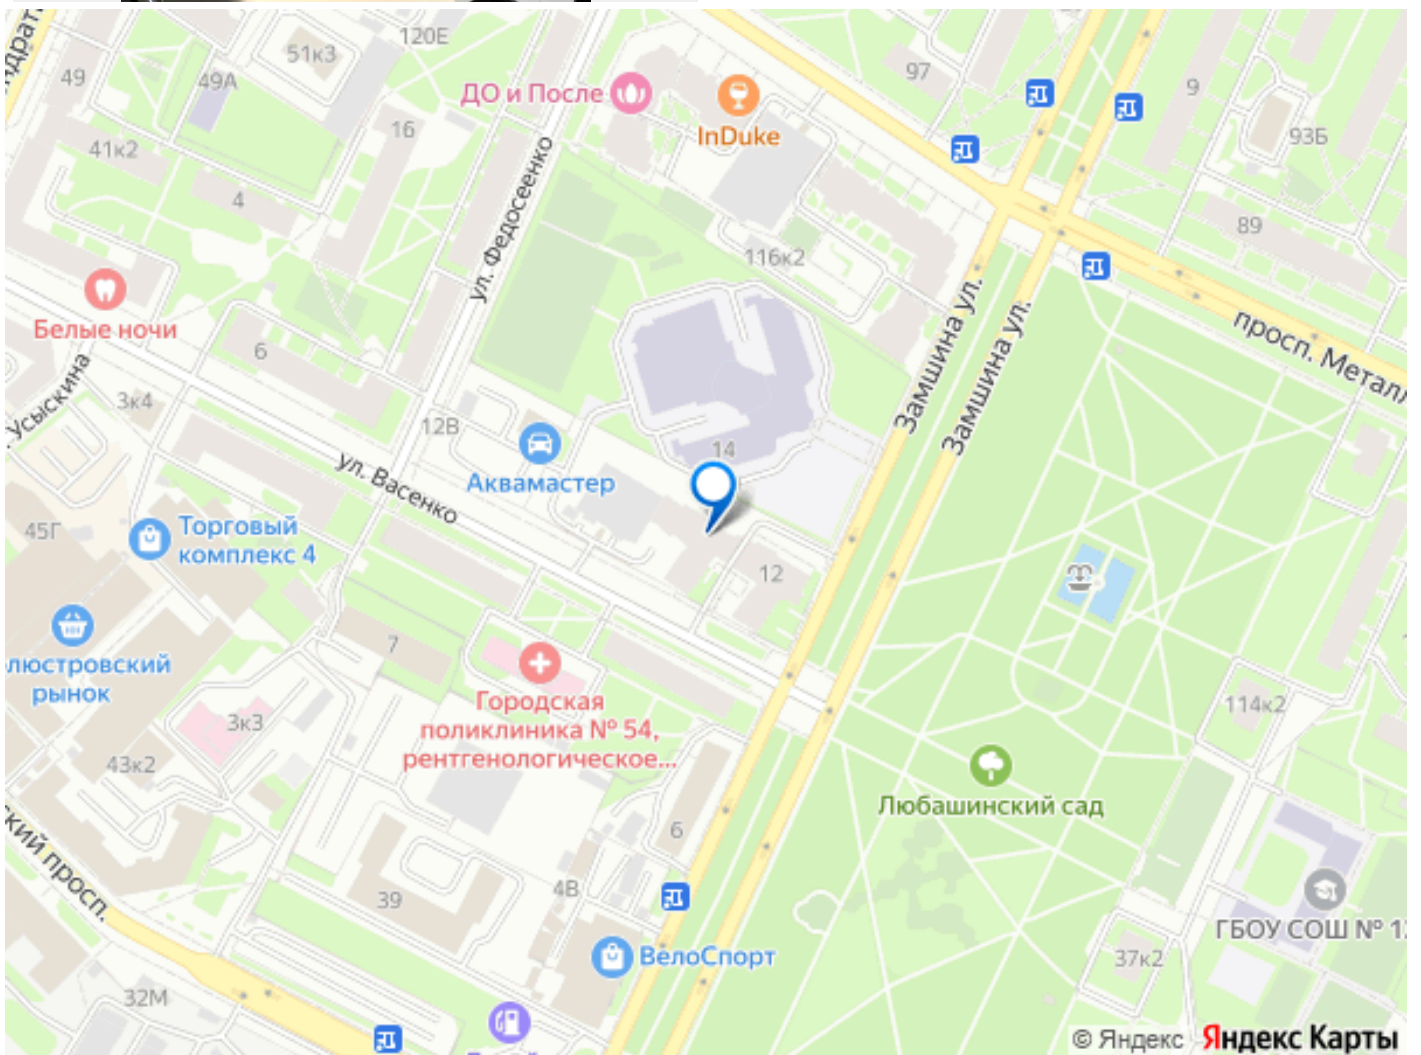 120Е
51к3
49А
49
16
41к2
4
ДО и После
InDuke
97
9
93Б
89
ул. Федосеенко
116к2
Белые ночи
6
Усыскина
3к4
12В
14
Замшина ул.
Замшина ул.
просп. Металл
Аквамастер
ул. Васенко
45Г
Торговый
комплекс 4
12
люстровский
рынок
7
3к3
43к2
Городская
поликлиника № 54,
рентгенологическое...
114к2
Любашинский сад
6
4В
39
ский просп.
ГБОУ СОШ № 1
37к2
ВелоСпорт
32М
© Яндекс Яндекс Карты